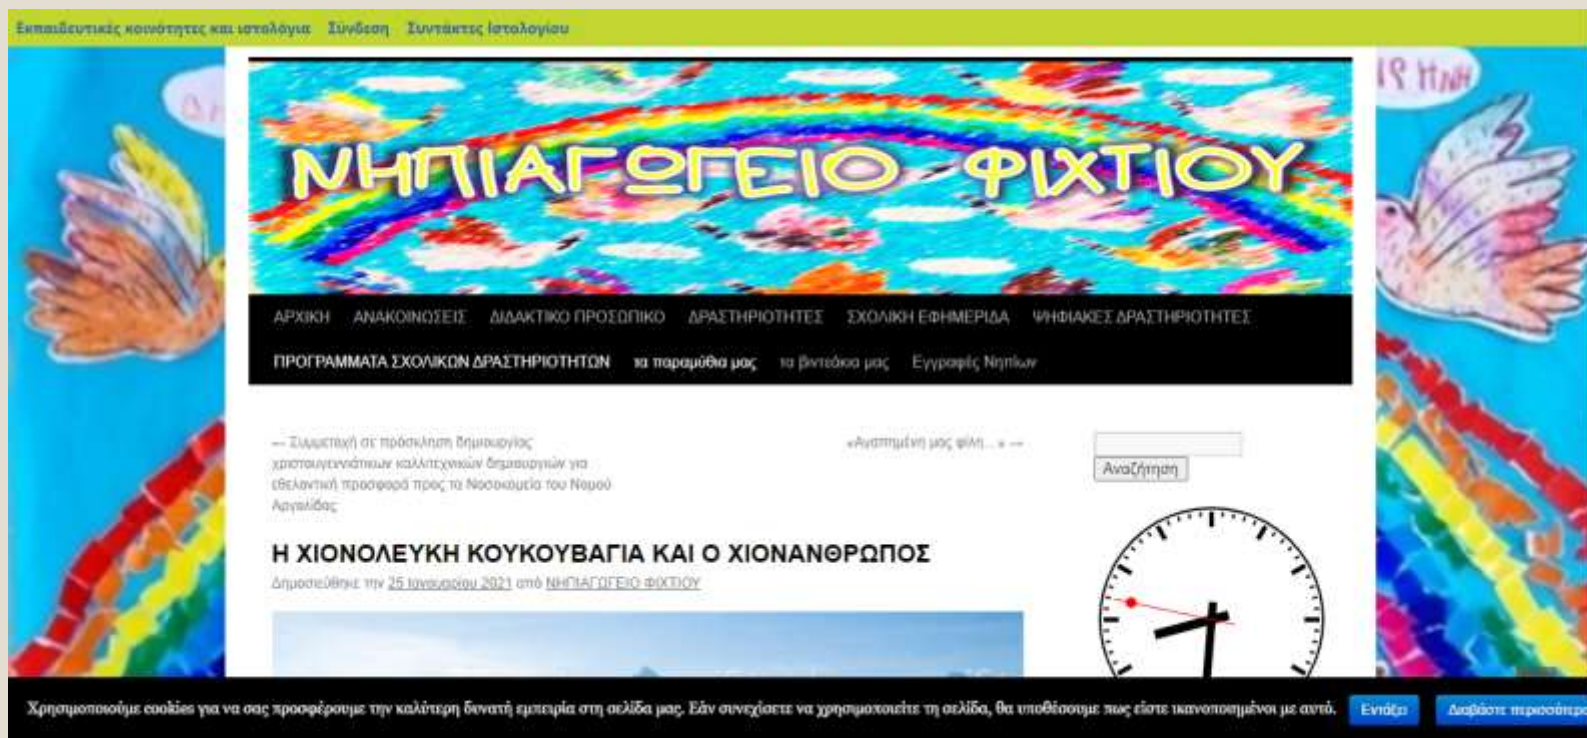 Εκπαιδευτικές κοινότητες και ιστολόγια Σύνδεση Συντάκτες Ιστολογίου
ΝΗΠΙΑΓΩΓΕΙΟ ΦΙΧΤΙΟΥ
ΑΡΧΙΚΗ ΑΝΑΚΟΙΝΩΣΕΙΣ ΔΙΔΑΚΤΙΚΟ ΠΡΟΣΩΠΙΚΟ ΔΡΑΣΤΗΡΙΟΤΗΤΕΣ ΣΧΟΛΙΚΗ ΕΦΗΜΕΡΙΔΑ ΨΗΦΙΑΚΕΣ ΔΡΑΣΤΗΡΙΟΤΗΤΕΣ
ΠΡΟΓΡΑΜΜΑΤΑ ΣΧΟΛΙΚΩΝ ΔΡΑΣΤΗΡΙΟΤΗΤΩΝ τα παραμύθια μας τα βιντεάκια μας Εγγραφές Νηπίων
← Συμμετοχή σε πρόσκληση δημιουργίας
χριστουγεννιάτικων καλλιτεχνικών δημιουργιών για
εθελοντική προσφορά προς τα Νοσοκομεία του Νομού
Αργολίδας
«Αγαπημένη μας φίλη…» →
Αναζήτηση
Η ΧΙΟΝΟΛΕΥΚΗ ΚΟΥΚΟΥΒΑΓΙΑ ΚΑΙ Ο ΧΙΟΝΑΝΘΡΩΠΟΣ
Δημοσιεύθηκε την 25 Ιανουαρίου 2021 από ΝΗΠΙΑΓΩΓΕΙΟ ΦΙΧΤΙΟΥ
Χρησιμοποιούμε cookies για να σας προσφέρουμε την καλύτερη δυνατή εμπειρία στη σελίδα μας. Εάν συνεχίσετε να χρησιμοποιείτε τη σελίδα, θα υποθέσουμε πως είστε ικανοποιημένοι με αυτό. Εντάξει Διαβάστε περισσότερα